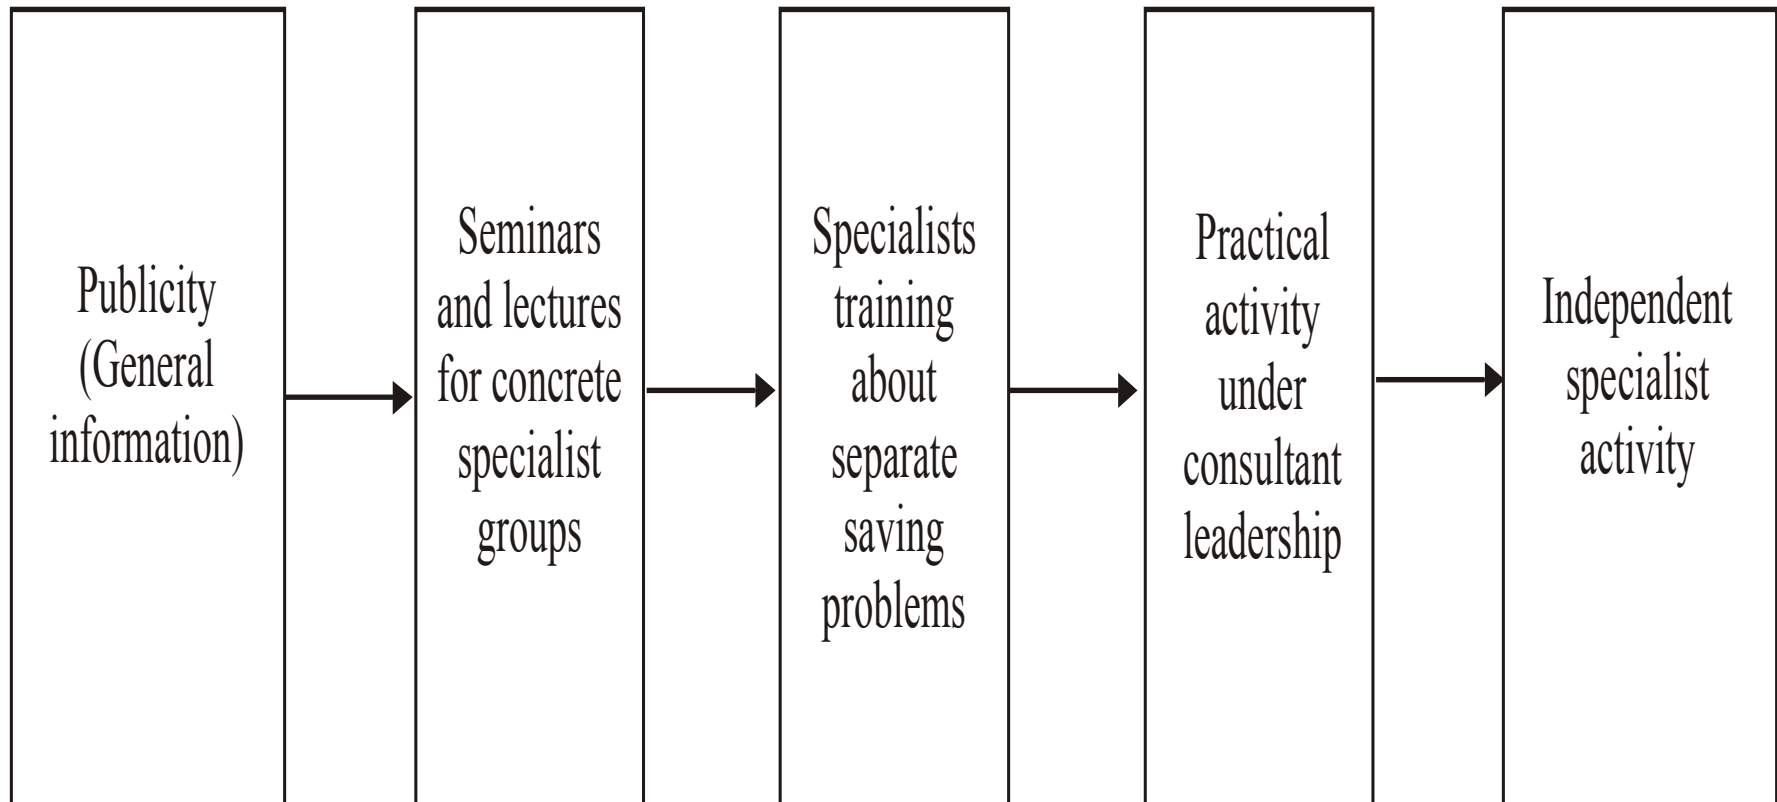 Publicity
(General
information)
Seminars
and lectures
for concrete
specialist
groups
Specialists
training
about
separate
saving
problems
Practical
activity
under
consultant
leadership
Independent
specialist
activity